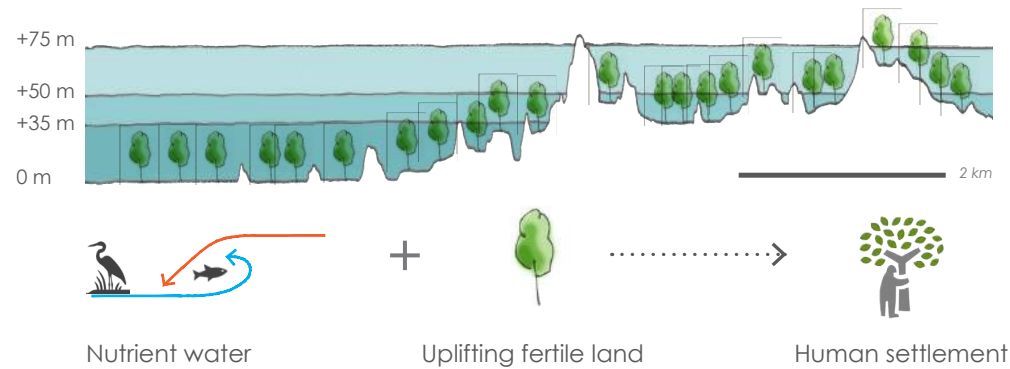 +75 m
+50 m
+35 m
0 m
2 km
+
Nutrient water
Uplifting fertile land
Human settlement